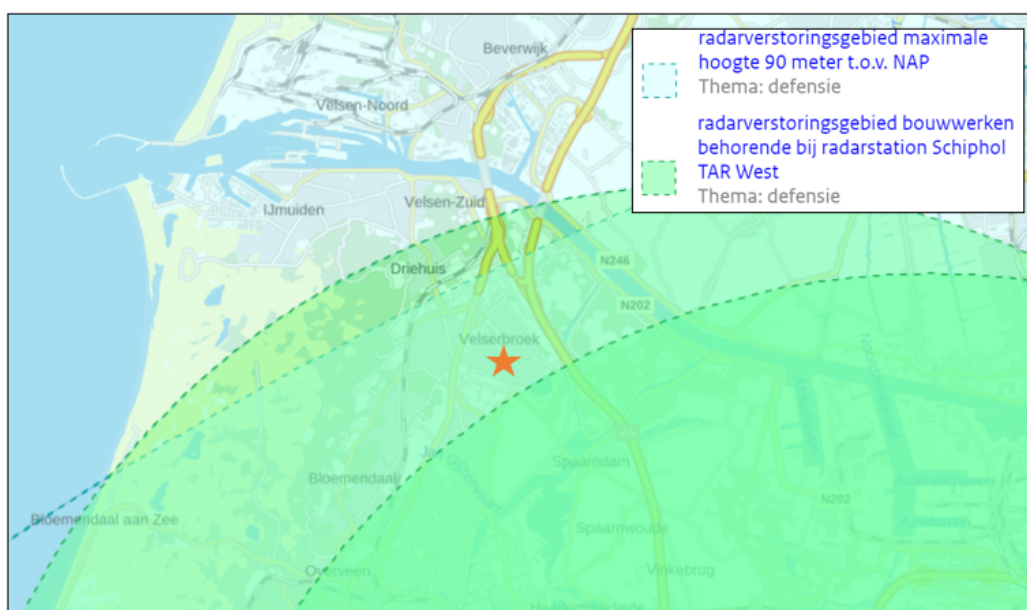 radarverstoringsgebied maximale
hoogte 90 meter t.o.v. NAP
Thema: defensie
radarverstoringsgebied bouwwerken
behorende bij radarstation Schiphol
TAR West
Thema: defensie
Beverwijk
Velsen-Noord
IJmuiden
Velsen-Zuid
Driehuis
N246
N202
Velserbroek
Bloemendaal
Spaarndam
N202
Bloemendaal aan Zee
Spaarnwoude
Overveen
Vinkebrug
Haarlemmerliede